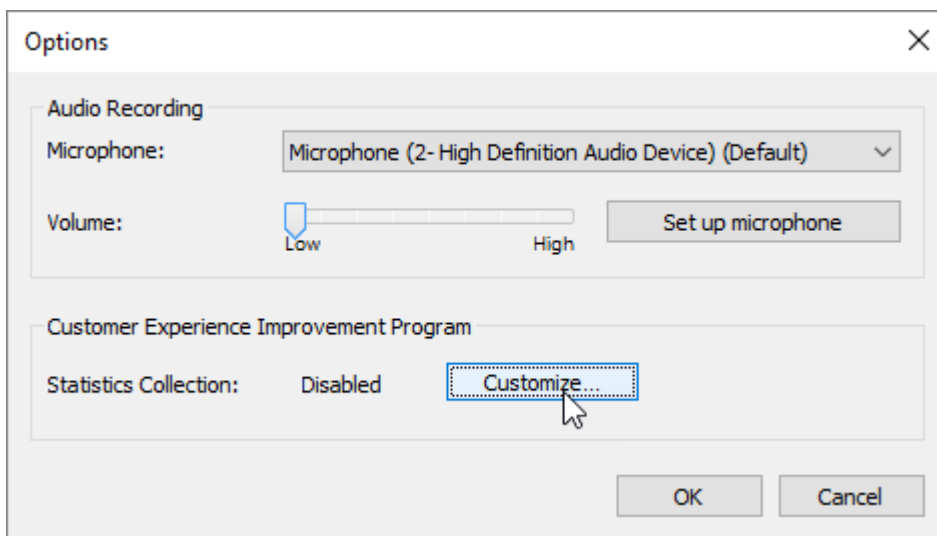 Options
Audio Recording
Microphone: Microphone (2- High Definition Audio Device) (Default)
Volume: Set up microphone
Low High
Customer Experience Improvement Program
Statistics Collection: Disabled Customize...
OK Cancel